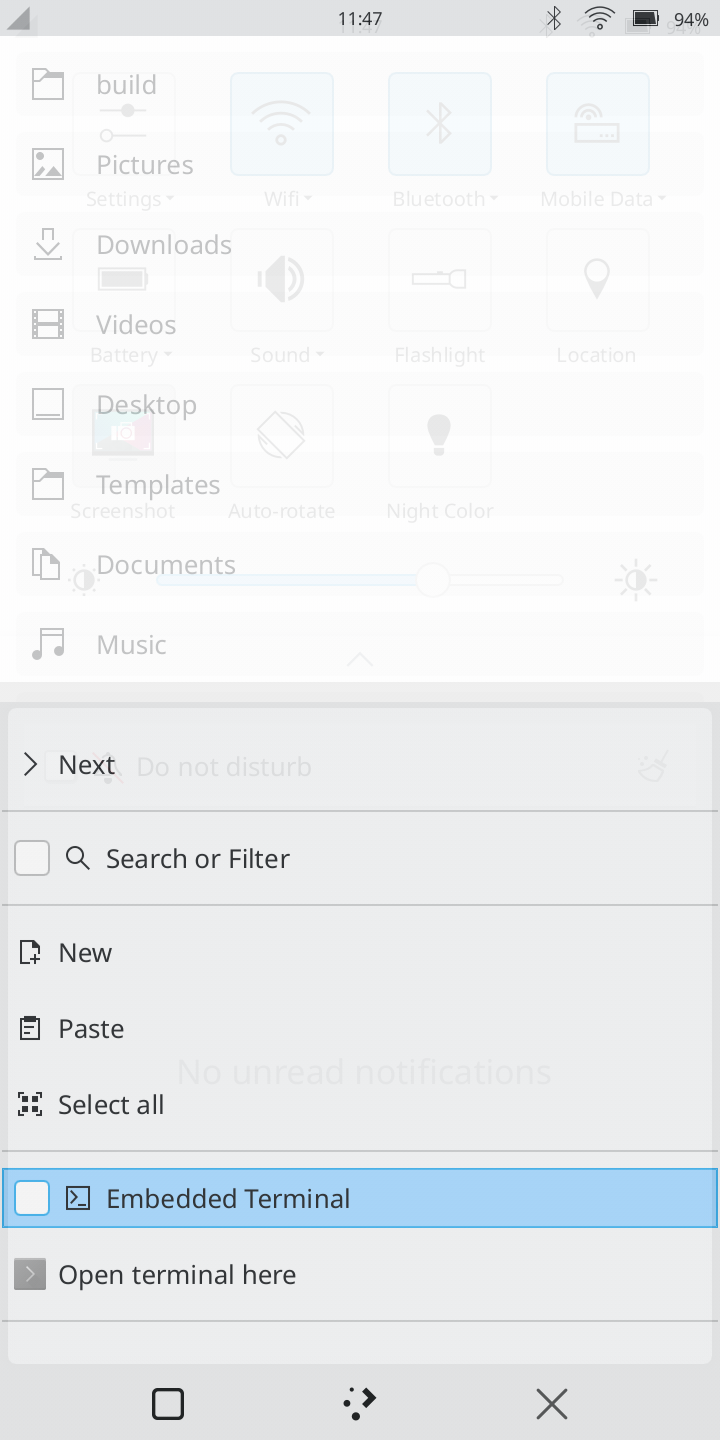 11:47
94%
build
Pictures
Settings
Wifi
Bluetooth
Mobile Data
Downloads
Videos
Battery
Sound
Flashlight
Location
Desktop
Templates
Screenshot
Auto-rotate
Night Color
Documents
Music
Next
Do not disturb
Search or Filter
New
Paste
No unread notifications
Select all
Embedded Terminal
Open terminal here